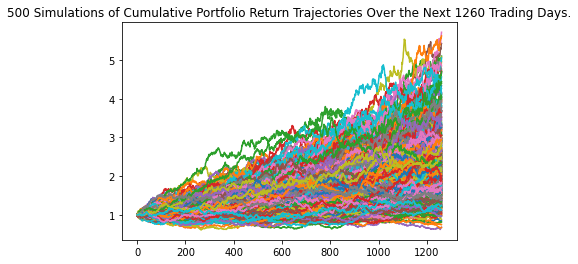 500 Simulations of Cumulative Portfolio Return Trajectories Over the Next 1260 Trading Days.
5
4
3
2
1
0 200 400 600 800 1000 1200